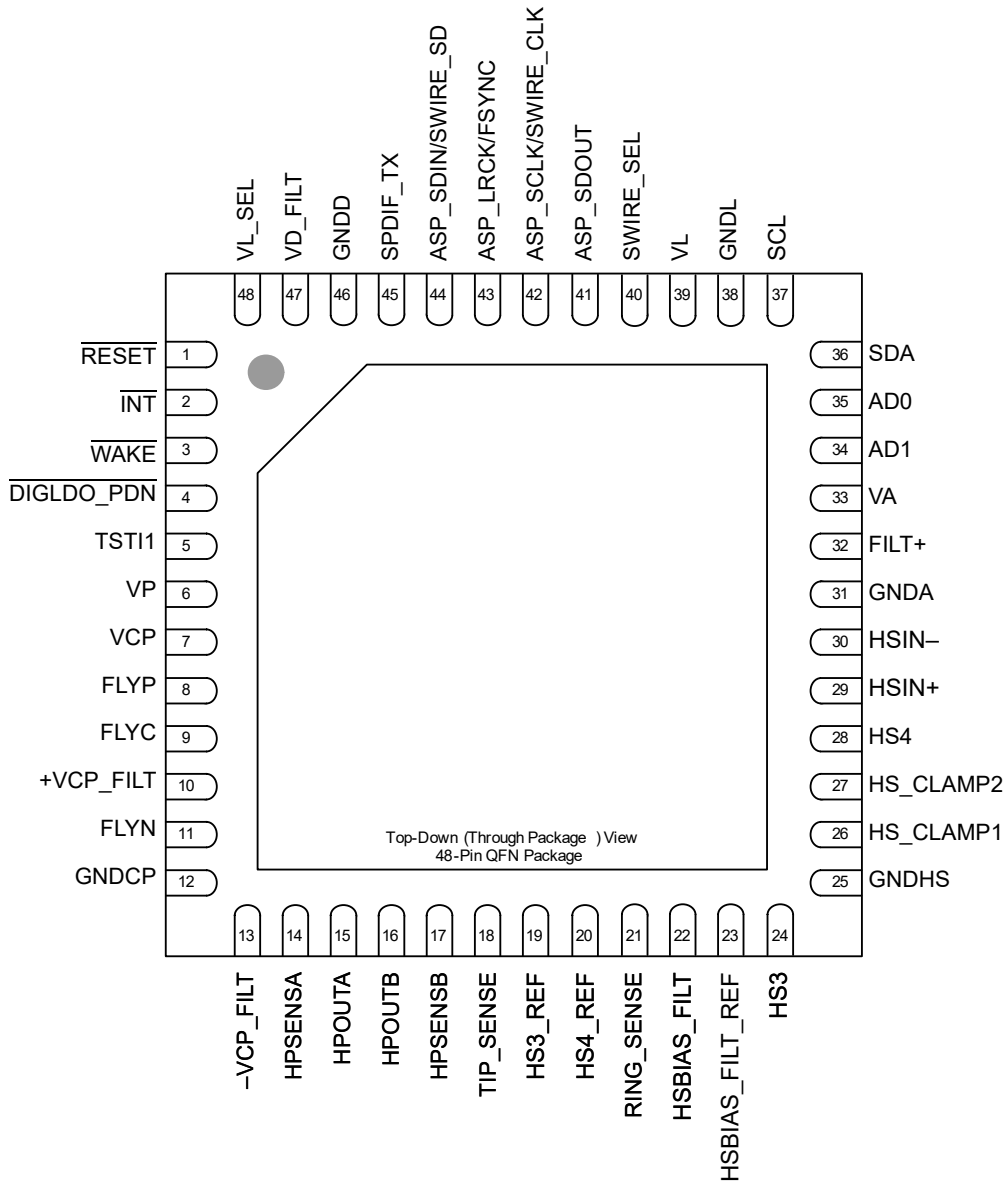 VL_SEL
VD_FILT
GNDD
SPDIF_TX
ASP_SDIN/SWIRE_SD
ASP_LRCK/FSYNC
ASP_SCLK/SWIRE_CLK
ASP_SDOUT
SWIRE_SEL
VL
GNDL
SCL
48
47
46
45
44
43
42
41
40
39
38
37
RESET 1
INT 2
WAKE 3
DIGLDO_PDN 4
TSTI1 5
VP 6
VCP 7
FLYP 8
FLYC 9
+VCP_FILT 10
FLYN 11
GNDCP 12
36 SDA
35 AD0
34 AD1
33 VA
32 FILT+
31 GNDA
30 HSIN–
29 HSIN+
28 HS4
27 HS_CLAMP2
26 HS_CLAMP1
25 GNDHS
Top-Down (Through Package ) View
48-Pin QFN Package
13
14
15
16
17
18
19
20
21
22
23
24
–VCP_FILT
HPSENSA
HPOUTA
HPOUTB
HPSENSB
TIP_SENSE
HS3_REF
HS4_REF
RING_SENSE
HSBIAS_FILT
HSBIAS_FILT_REF
HS3